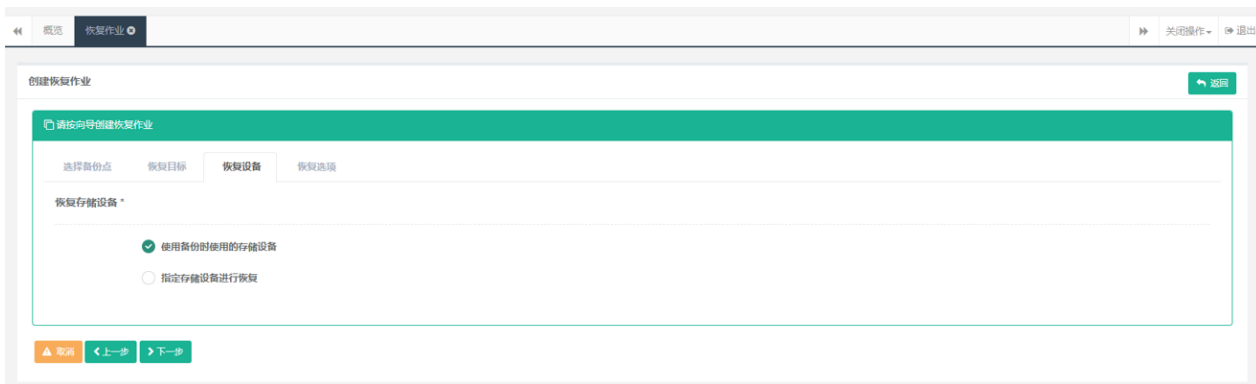 概览 恢复作业 关闭操作 退出
创建恢复作业 返回
请按向导创建恢复作业
选择备份点 恢复目标 恢复设备 恢复选项
恢复存储设备 *
使用备份时使用的存储设备
指定存储设备进行恢复
取消 上一步 下一步